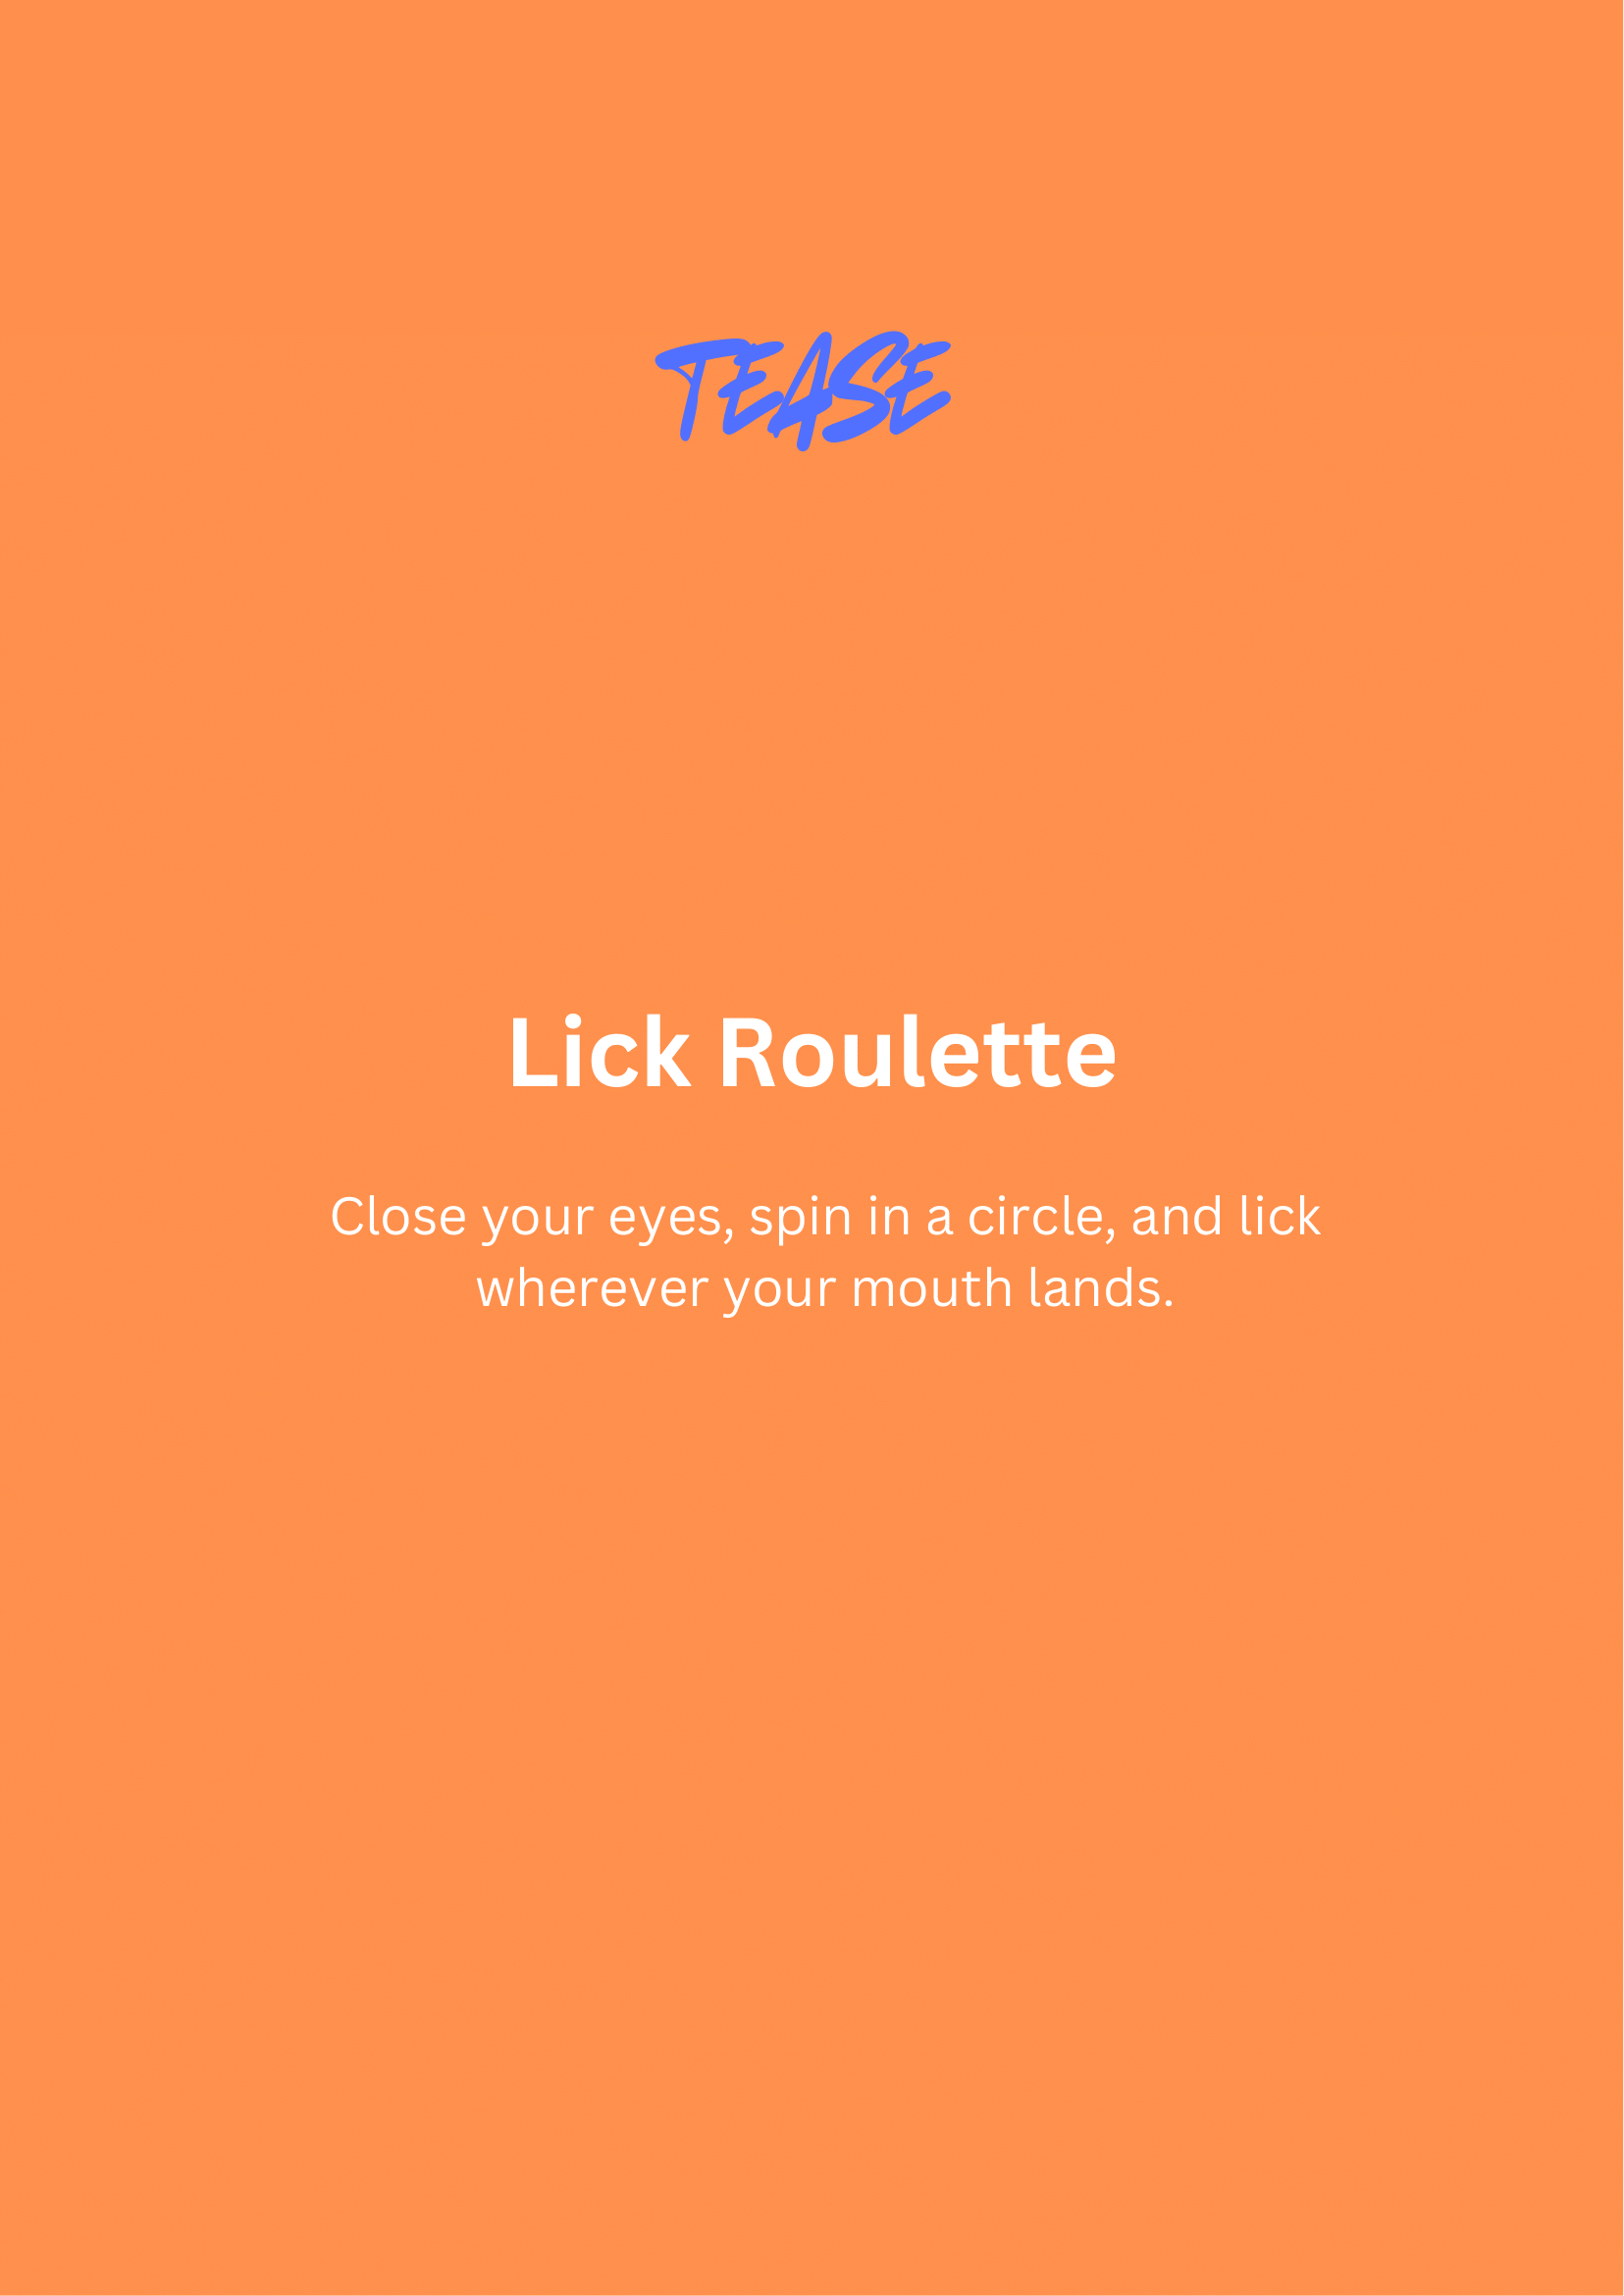 TEASE
Lick Roulette
Close your eyes, spin in a circle, and lick
wherever your mouth lands.